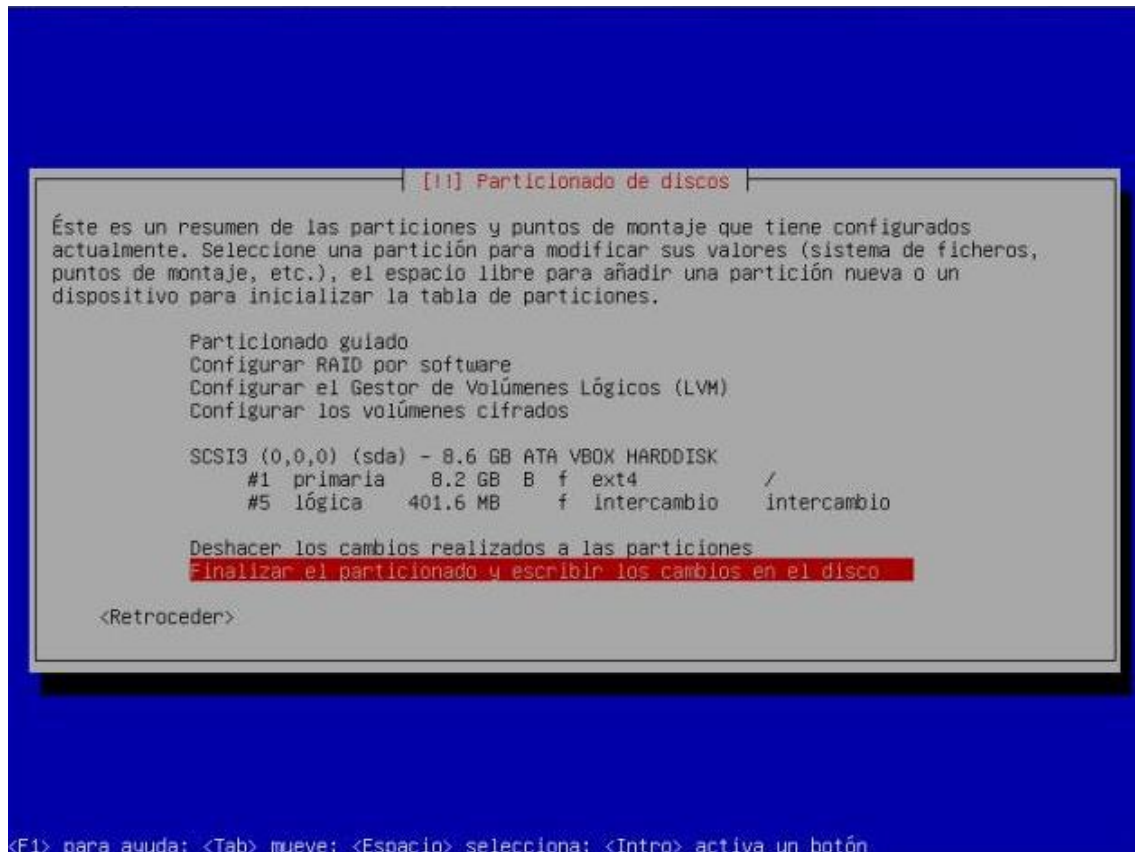 [!!] Particionado de discos
Éste es un resumen de las particiones y puntos de montaje que tiene configurados
actualmente. Seleccione una partición para modificar sus valores (sistema de ficheros,
puntos de montaje, etc.), el espacio libre para añadir una partición nueva o un
dispositivo para inicializar la tabla de particiones.
Particionado guiado
Configurar RAID por software
Configurar el Gestor de Volúmenes Lógicos (LVM)
Configurar los volúmenes cifrados
SCSI3 (0,0,0) (sda) - 8.6 GB ATA VBOX HARDDISK
#1 primaria 8.2 GB B f ext4 /
#5 lógica 401.6 MB f intercambio intercambio
Deshacer los cambios realizados a las particiones
Finalizar el particionado y escribir los cambios en el disco
<Retroceder>
<F1> para ayuda; <Tab> mueve; <Espacio> selecciona; <Intro> activa un botón